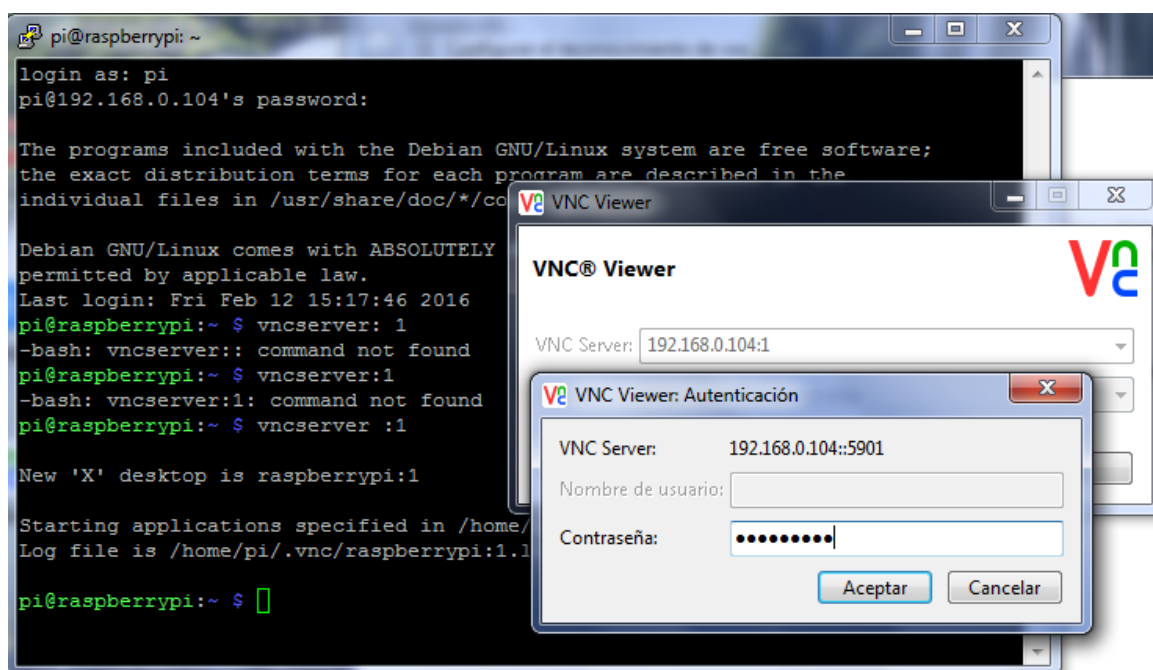 pi@raspberrypi: ~
login as: pi
pi@192.168.0.104's password:
The programs included with the Debian GNU/Linux system are free software;
the exact distribution terms for each program are described in the
individual files in /usr/share/doc/*/co
Debian GNU/Linux comes with ABSOLUTELY
permitted by applicable law.
Last login: Fri Feb 12 15:17:46 2016
pi@raspberrypi:~ $ vncserver: 1
-bash: vncserver:: command not found
pi@raspberrypi:~ $ vncserver:1
-bash: vncserver:1: command not found
pi@raspberrypi:~ $ vncserver :1
New 'X' desktop is raspberrypi:1
Starting applications specified in /home/
Log file is /home/pi/.vnc/raspberrypi:1.l
pi@raspberrypi:~ $
VNC Viewer
VNC® Viewer
VNC Server: 192.168.0.104:1
VNC Viewer: Autenticación
VNC Server: 192.168.0.104::5901
Nombre de usuario:
Contraseña: •••••••••
Aceptar Cancelar